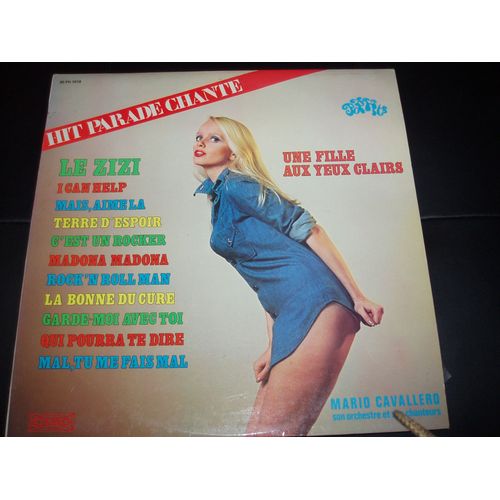 HIT PARADE CHANTE
UNE FILLE
AUX YEUX CLAIRS
LE ZIZI
I CAN HELP
MAIS, AIME LA
TERRE D'ESPOIR
C'EST UN ROCKER
MADONA MADONA
ROCK'N ROLL MAN
LA BONNE DU CURE
GARDE-MOI AVEC TOI
QUI POURRA TE DIRE
MAL, TU ME FAIS MAL
MARIO CAVALLERO
son orchestre et chanteurs
STEREO